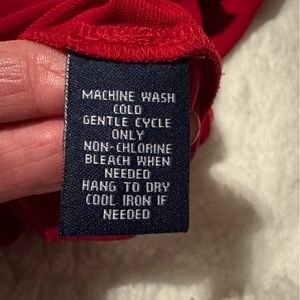 MACHINE WASH
COLD
GENTLE CYCLE
ONLY
NON-CHLORINE
BLEACH WHEN
NEEDED
HANG TO DRY
COOL IRON IF
NEEDED